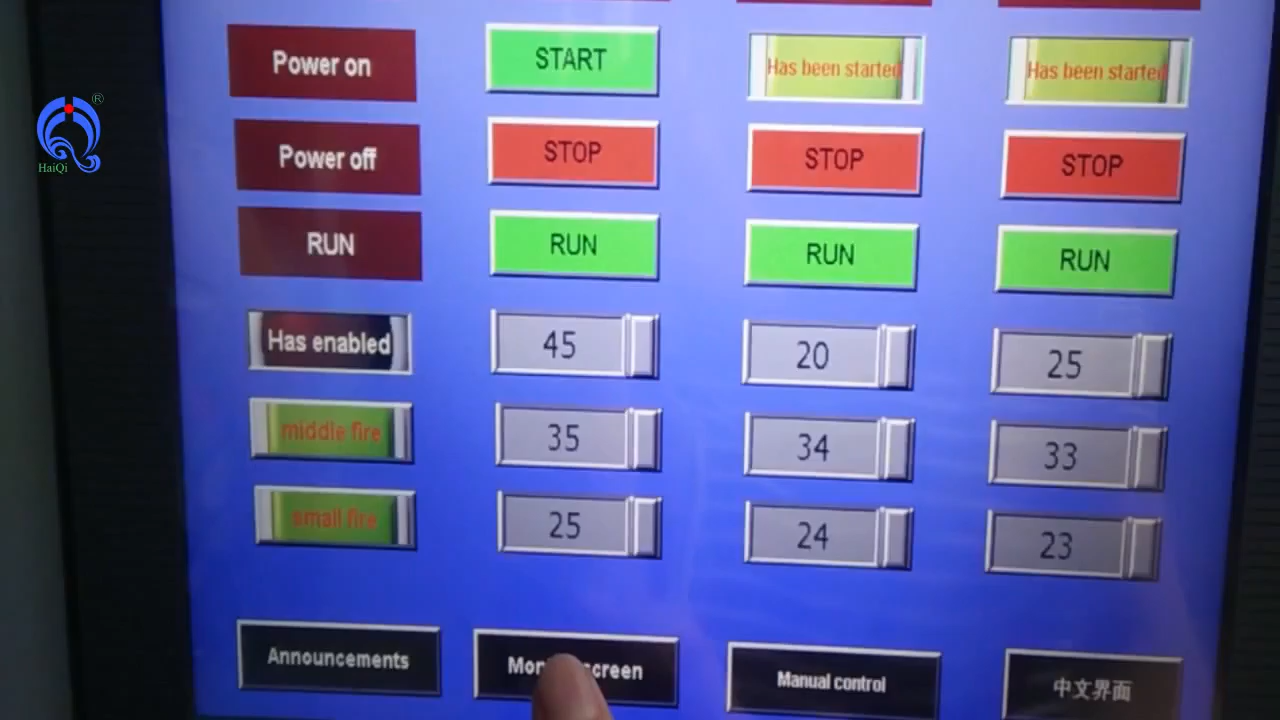 Power on START Has been started Has been started
Power off STOP STOP STOP
RUN RUN RUN RUN
Has enabled 45 20 25
middle fire 35 34 33
small fire 25 24 23
Announcements screen Manual control 中文界面
® HaiQi